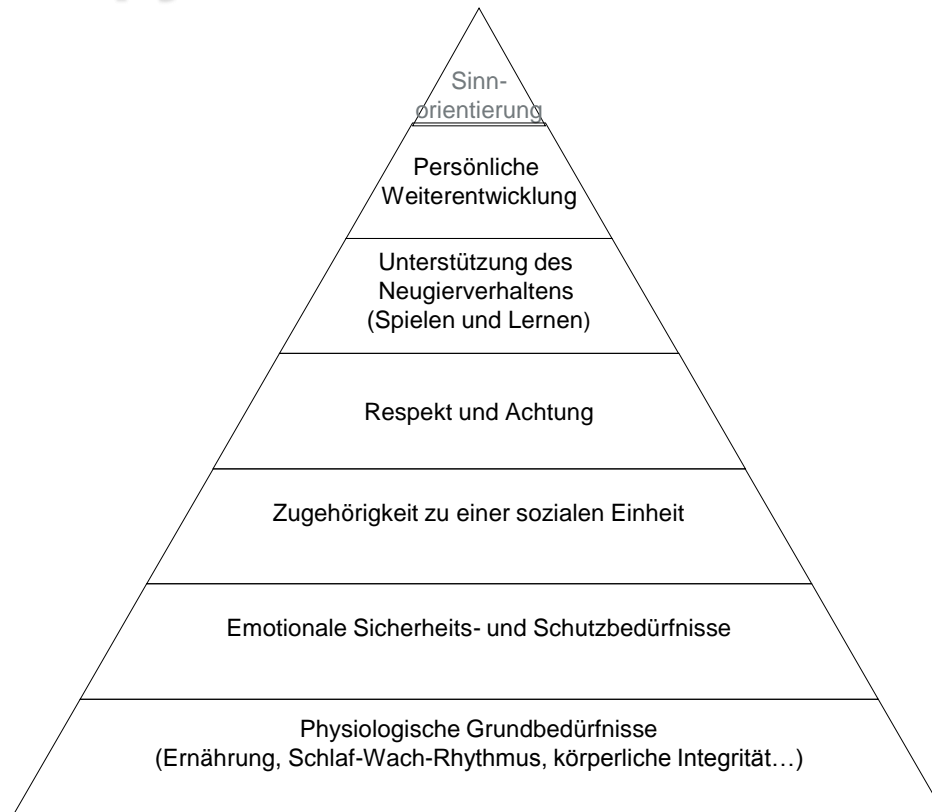 Sinn-
orientierung
Persönliche
Weiterentwicklung
Unterstützung des
Neugierverhaltens
(Spielen und Lernen)
Respekt und Achtung
Zugehörigkeit zu einer sozialen Einheit
Emotionale Sicherheits- und Schutzbedürfnisse
Physiologische Grundbedürfnisse
(Ernährung, Schlaf-Wach-Rhythmus, körperliche Integrität…)